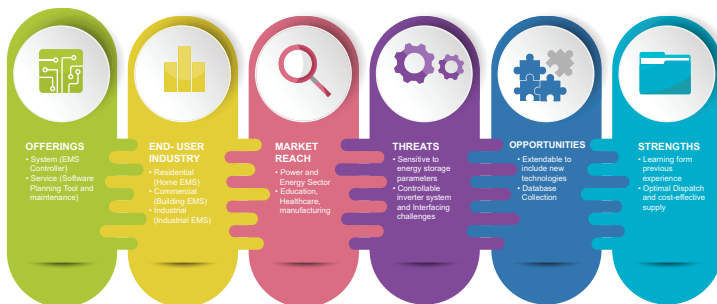 OFFERINGS
• System (EMS
Controller)
• Service (Software
Planning Tool and
maintenance)
END- USER
INDUSTRY
• Residential
(Home EMS)
• Commercial
(Building EMS)
• Industrial
(Industrial EMS)
MARKET
REACH
• Power and
Energy Sector
• Education,
Healthcare,
manufacturing
THREATS
• Sensitive to
energy storage
parameters
• Controllable
inverter system
and Interfacing
challenges
OPPORTUNITIES
• Extendable to
include new
technologies
• Database
Collection
STRENGTHS
• Learning form
previous
experience
• Optimal Dispatch
and cost-effective
supply